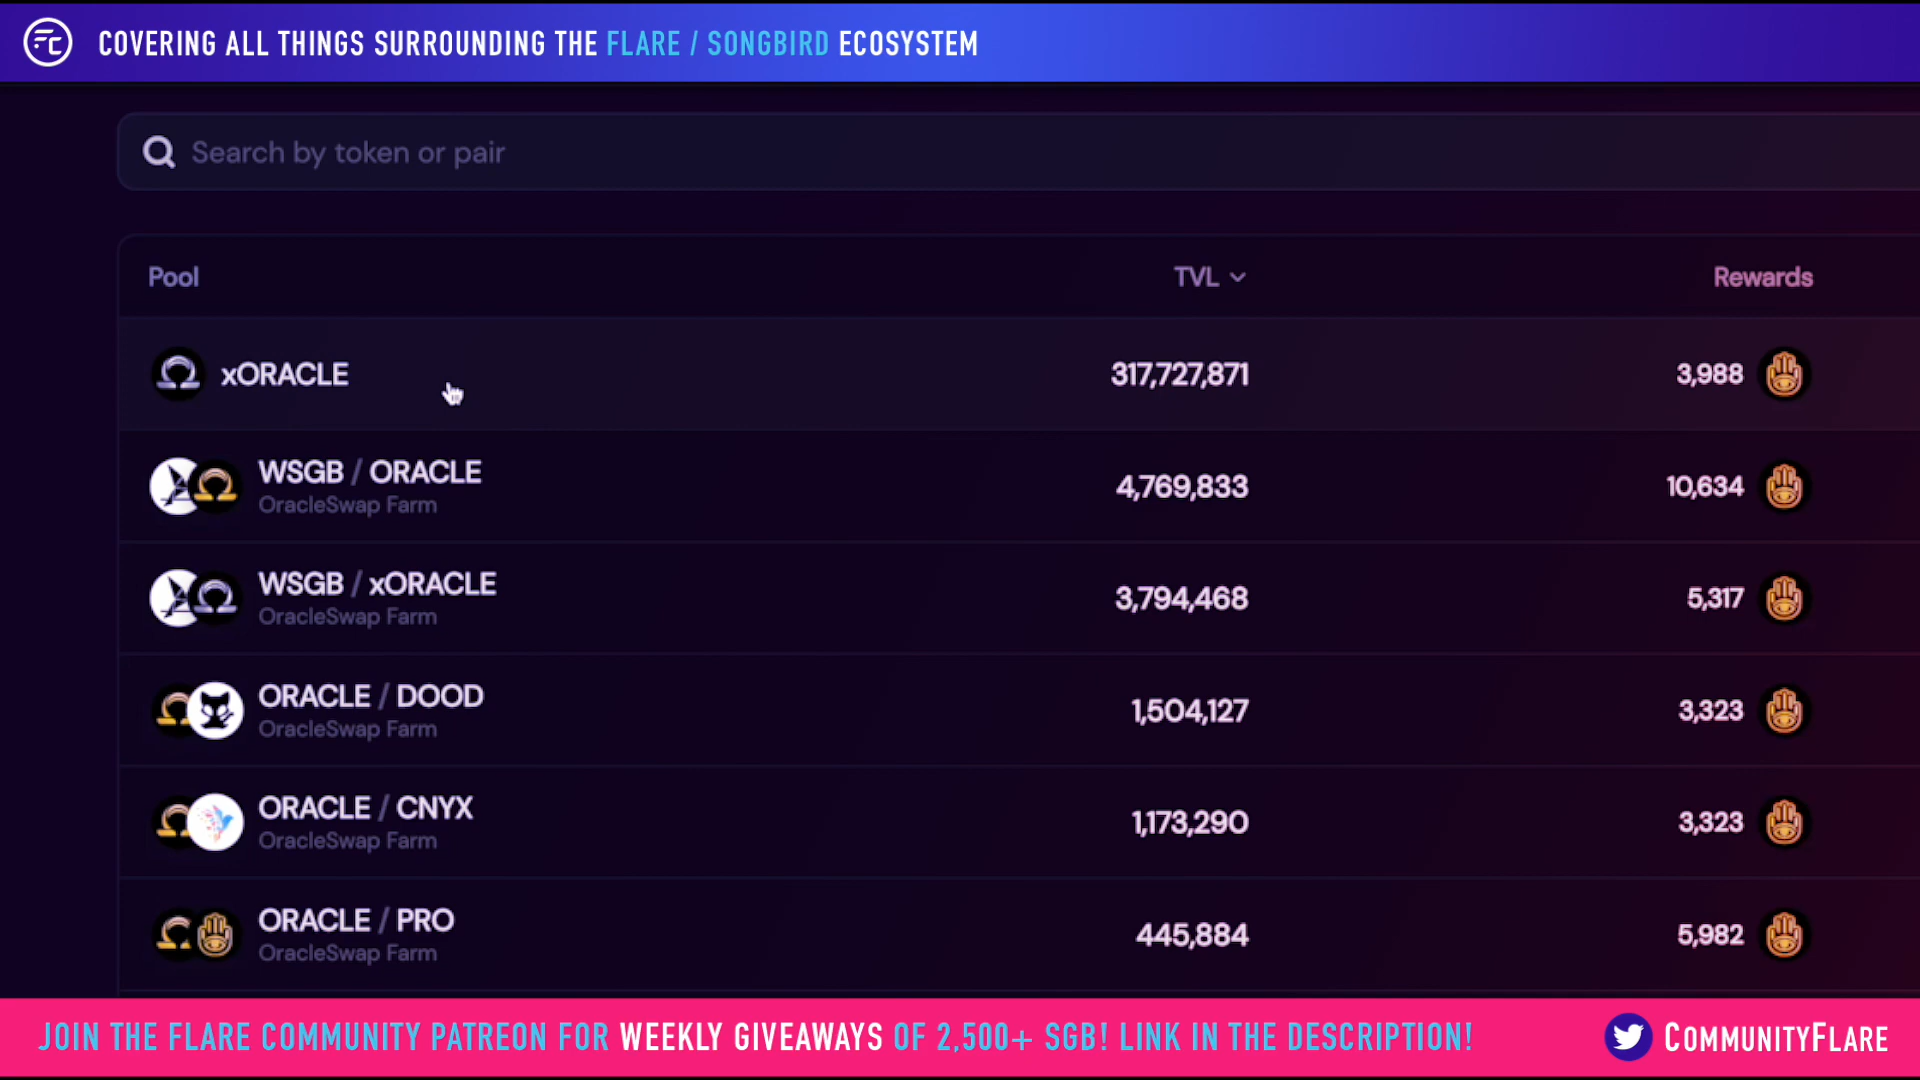 FC COVERING ALL THINGS SURROUNDING THE FLARE / SONGBIRD ECOSYSTEM
Search by token or pair
Pool TVL Rewards
xORACLE 317,727,871 3,988
WSGB / ORACLE
OracleSwap Farm
4,769,833 10,634
WSGB / xORACLE
OracleSwap Farm
3,794,468 5,317
ORACLE / DOOD
OracleSwap Farm
1,504,127 3,323
ORACLE / CNYX
OracleSwap Farm
1,173,290 3,323
ORACLE / PRO
OracleSwap Farm
445,884 5,982
JOIN THE FLARE COMMUNITY PATREON FOR WEEKLY GIVEAWAYS OF 2,500+ SGB! LINK IN THE DESCRIPTION! COMMUNITYFLARE